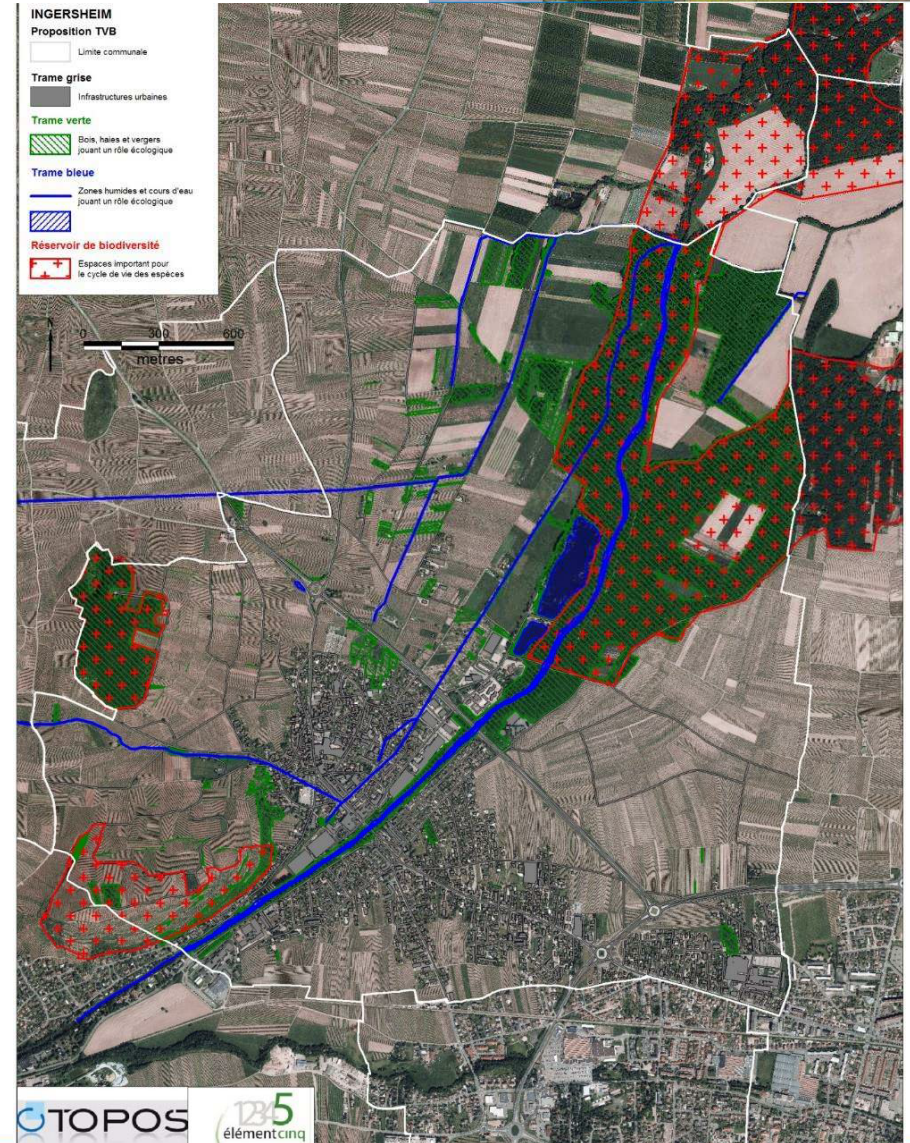 INGERSHEIM
Proposition TVB
Limite communale
Trame grise
Infrastructures urbaines
Trame verte
Bois, haies et vergers
jouant un rôle écologique
Trame bleue
Zones humides et cours d'eau
jouant un rôle écologique
Réservoir de biodiversité
Espaces important pour
le cycle de vie des espèces
N
0 300 600
metres
TOPOS
12345
élémentcinq